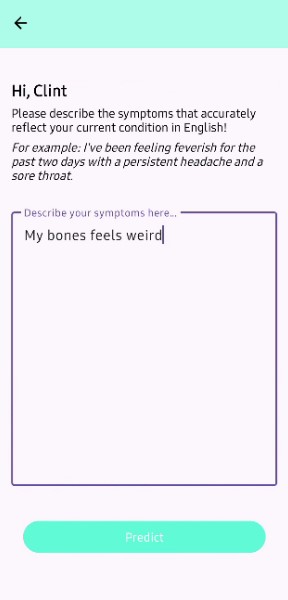 Hi, Clint
Please describe the symptoms that accurately
reflect your current condition in English!
For example: I've been feeling feverish for the
past two days with a persistent headache and a
sore throat.
Describe your symptoms here...
My bones feels weird
Predict